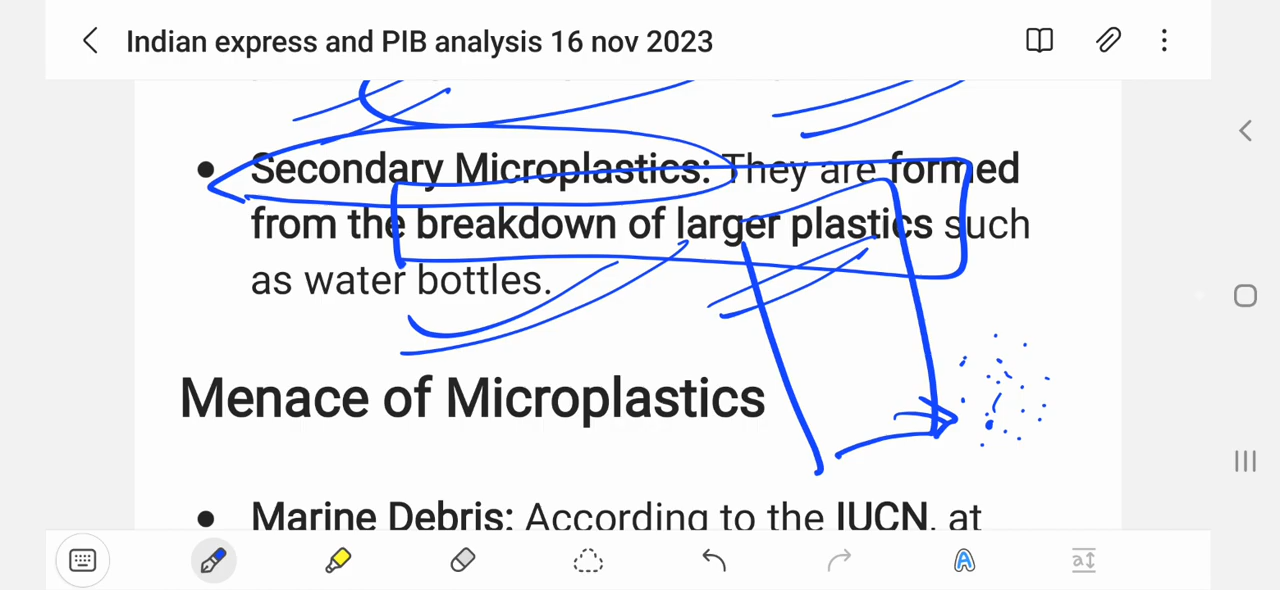 Indian express and PIB analysis 16 nov 2023
Secondary Microplastics: They are formed
from the breakdown of larger plastics such
as water bottles.
Menace of Microplastics
Marine Debris: According to the IUCN, at